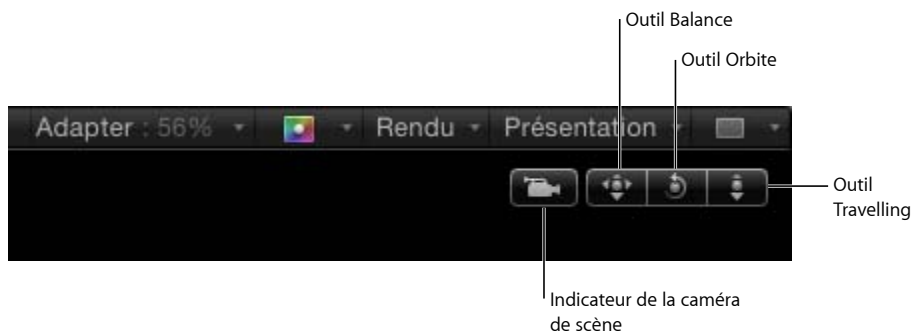 Outil Balance
Outil Orbite
Adapter : 56% Rendu Présentation
Outil
Travelling
Indicateur de la caméra
de scène